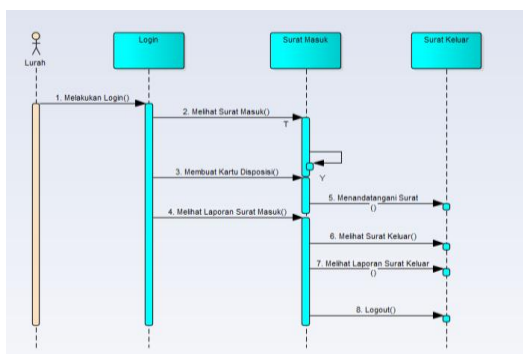 Lurah
Login
Surat Masuk
Surat Keluar
1. Melakukan Login()
2. Melihat Surat Masuk()
T
3. Membuat Kartu Disposisi()
Y
4. Melihat Laporan Surat Masuk()
5. Menandatangani Surat
()
6. Melihat Surat Keluar()
7. Melihat Laporan Surat Keluar
()
8. Logout()